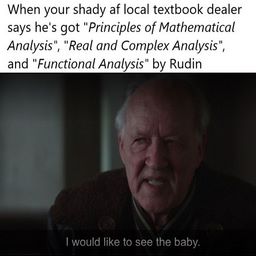 When your shady af local textbook dealer
says he's got "Principles of Mathematical
Analysis", "Real and Complex Analysis",
and "Functional Analysis" by Rudin
I would like to see the baby.